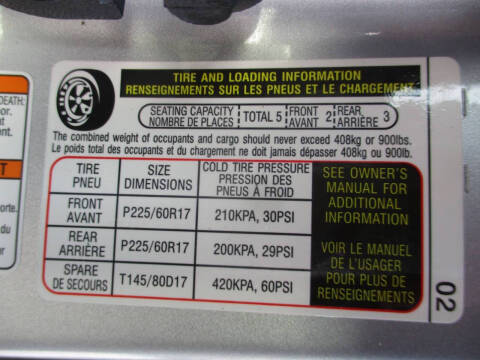 TIRE AND LOADING INFORMATION
RENSEIGNEMENTS SUR LES PNEUS ET LE CHARGEMENT
SEATING CAPACITY TOTAL 5 FRONT 2 REAR 3
NOMBRE DE PLACES AVANT ARRIÈRE
The combined weight of occupants and cargo should never exceed 408kg or 900lbs.
Le poids total des occupants et du chargement ne doit jamais dépasser 408kg ou 900lb.
TIRE SIZE COLD TIRE PRESSURE
PNEU DIMENSIONS PRESSION DES
PNEUS À FROID
FRONT
AVANT P225/60R17 210KPA, 30PSI
REAR
ARRIÈRE P225/60R17 200KPA, 29PSI
SPARE
DE SECOURS T145/80D17 420KPA, 60PSI
SEE OWNER'S
MANUAL FOR
ADDITIONAL
INFORMATION
VOIR LE MANUEL
DE L'USAGER
POUR PLUS DE
RENSEIGNEMENTS
02
DEATH: